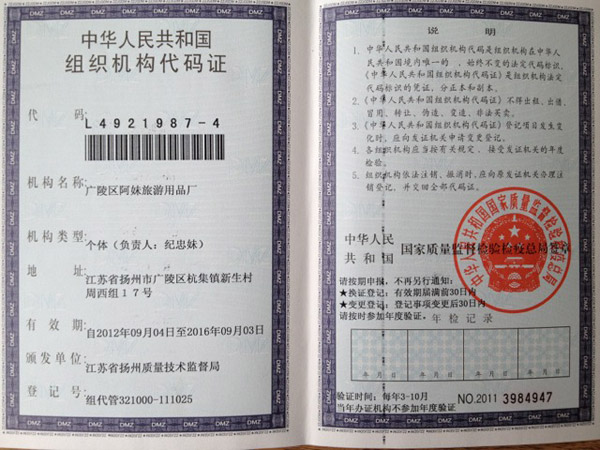 中华人民共和国
组织机构代码证
代 码:
L4921987-4
机构名称:
广陵区阿妹旅游用品厂
机构类型:
个体（负责人：纪忠妹）
地 址:
江苏省扬州市广陵区杭集镇新生村
周西组17号
有 效 期:
自2012年09月04日至2016年09月03日
颁发单位:
江苏省扬州质量技术监督局
登 记 号:
组代管321000-111025
说 明
1. 中华人民共和国组织机构代码是组织机构在中华人
民共和国境内唯一的、始终不变的法定代码标识,
《中华人民共和国组织机构代码证》是组织机构法定
代码标识的凭证,分正本和副本。
2. 《中华人民共和国组织机构代码证》不得出租、出借、
冒用、转让、伪造、变造、非法买卖。
3. 《中华人民共和国组织机构代码证》登记项目发生变
化时,应向发证机关申请变更登记。
4. 各组织机构应当按有关规定,接受发证机关的年度
检验。
5. 组织机构依法注销、撤消时,应向原发证机关办理注
销登记,并交回全部代码证。
中华人民
共和国
国家质量监督检验检疫总局签章
请按期申报,不再另行通知:
★换证登记:有效期届满前30日内
★变更登记:登记事项变更后30日内
请按时参加年度验证。
年检记录
年 月 日
年 月 日
年 月 日
年 月 日
验证时间:每年3-10月
当年办证机构不参加年度验证
NO.2011 3984947
中华人民共和国国家质量监督检验检疫总局
DMZ